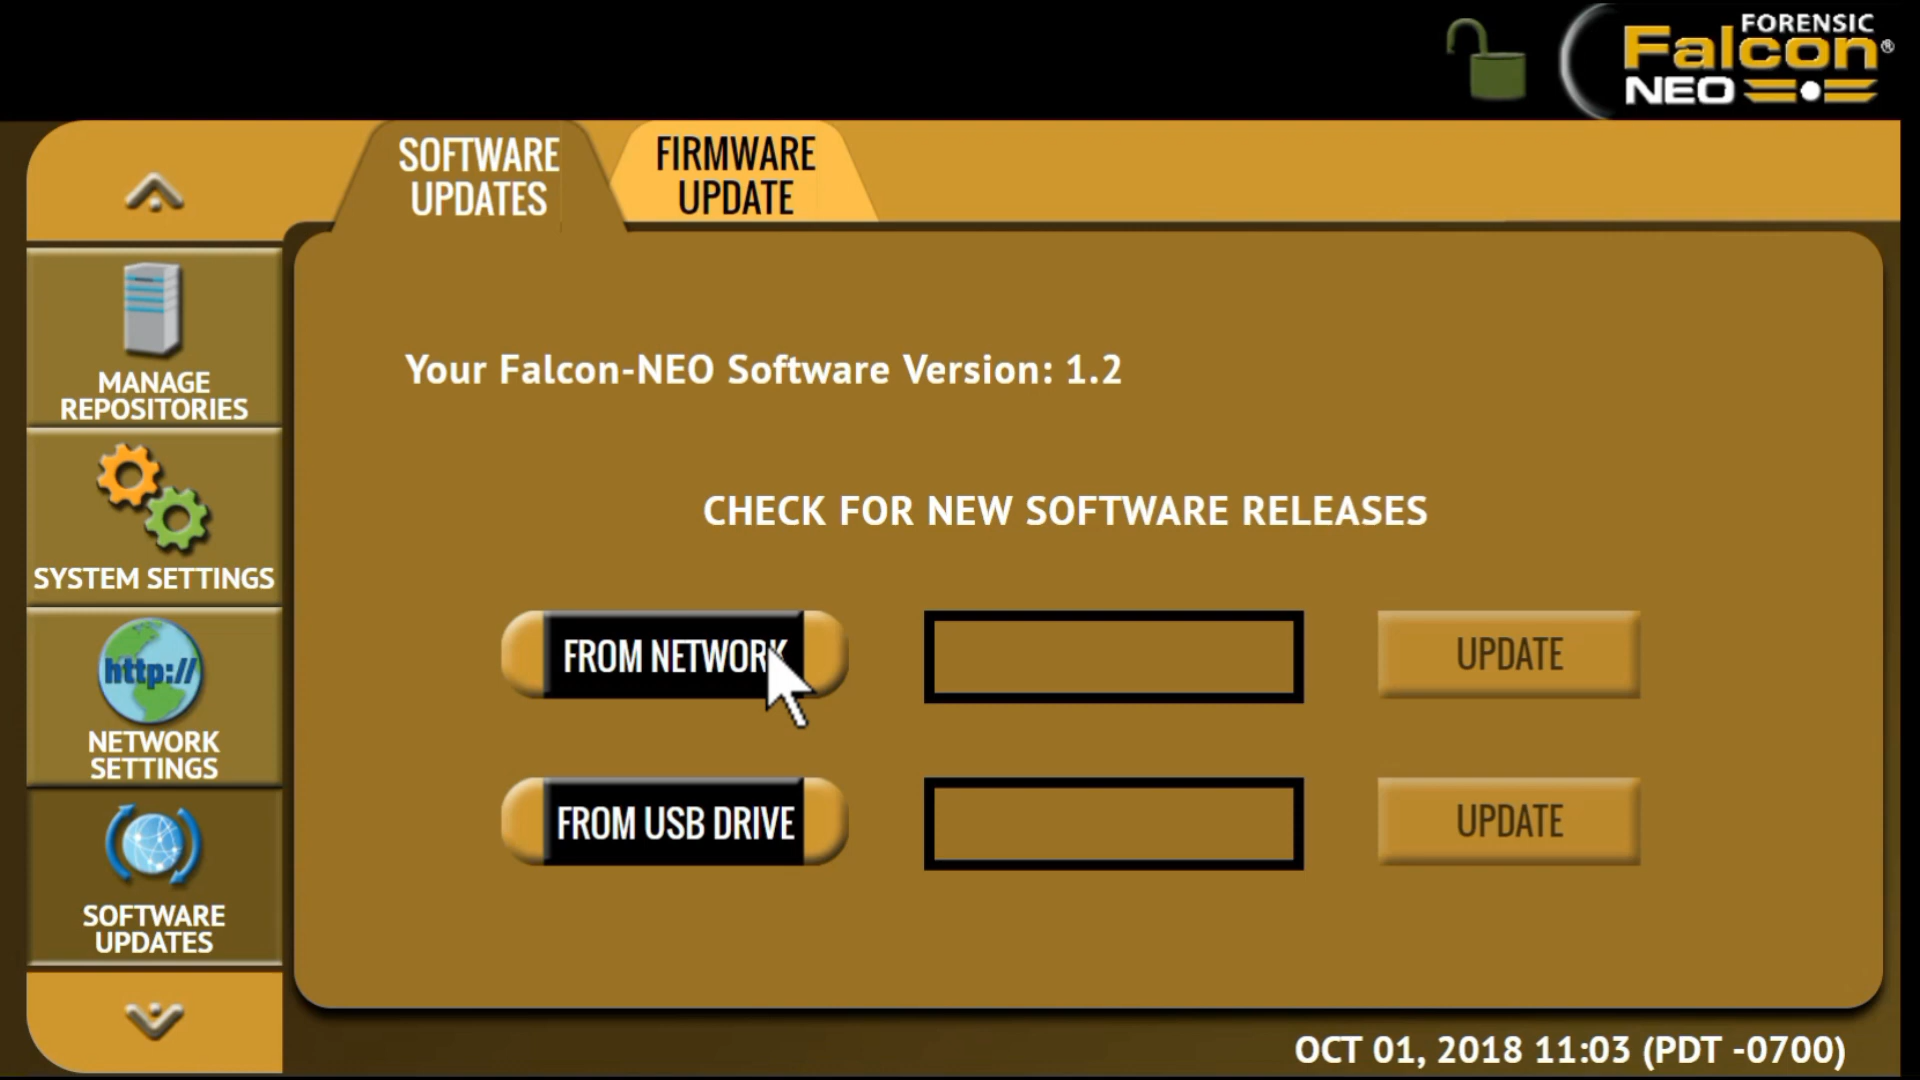 FORENSIC
Falcon®
NEO
SOFTWARE
UPDATES
FIRMWARE
UPDATE
MANAGE
REPOSITORIES
SYSTEM SETTINGS
http://
NETWORK
SETTINGS
SOFTWARE
UPDATES
Your Falcon-NEO Software Version: 1.2
CHECK FOR NEW SOFTWARE RELEASES
FROM NETWORK
UPDATE
FROM USB DRIVE
UPDATE
OCT 01, 2018 11:03 (PDT -0700)